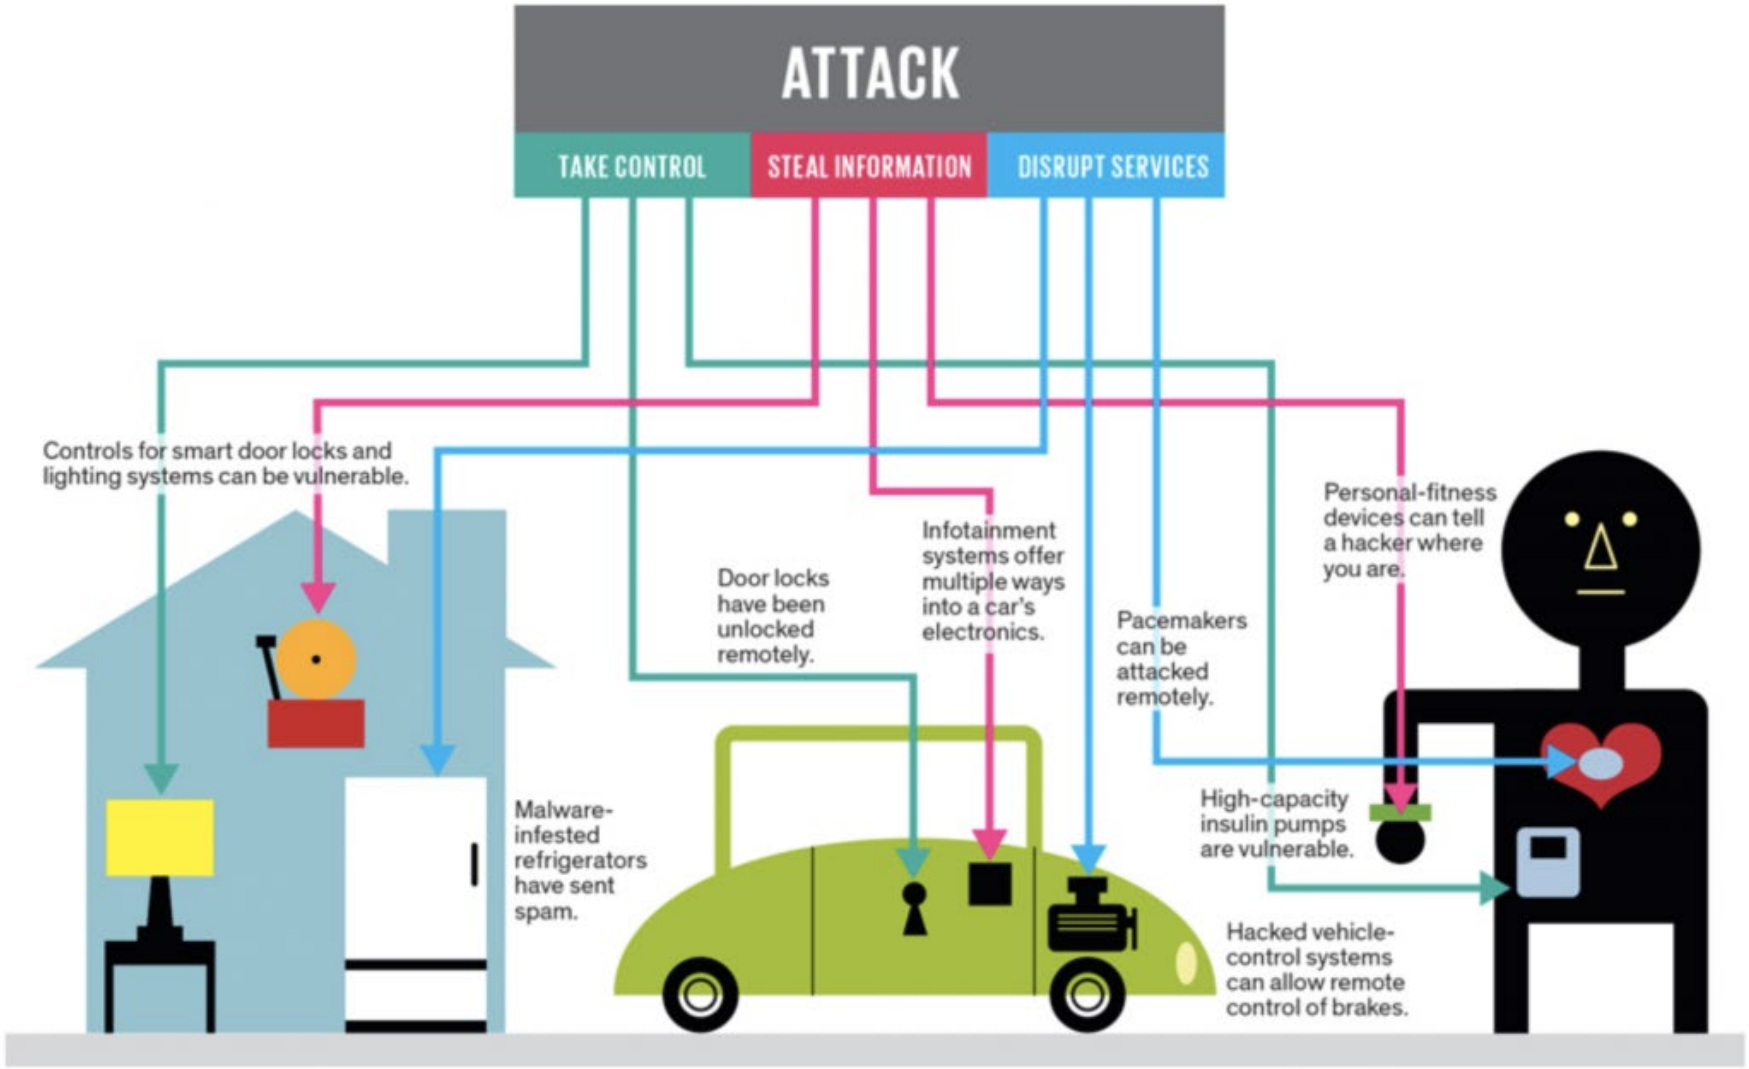 ATTACK
TAKE CONTROL
STEAL INFORMATION
DISRUPT SERVICES
Controls for smart door locks and
lighting systems can be vulnerable.
Malware-
infested
refrigerators
have sent
spam.
Door locks
have been
unlocked
remotely.
Infotainment
systems offer
multiple ways
into a car's
electronics.
Pacemakers
can be
attacked
remotely.
Personal-fitness
devices can tell
a hacker where
you are.
High-capacity
insulin pumps
are vulnerable.
Hacked vehicle-
control systems
can allow remote
control of brakes.